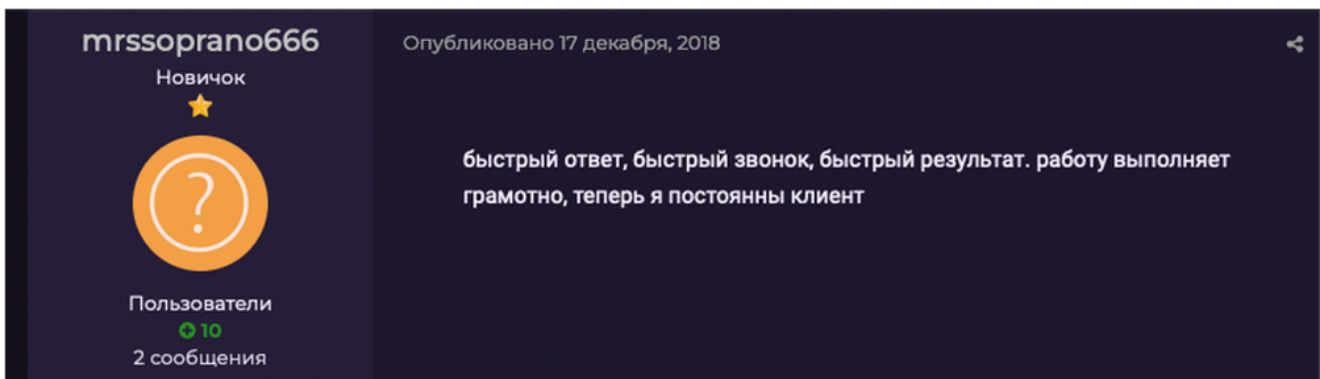 mrssoprano666
Новичок
Опубликовано 17 декабря, 2018
быстрый ответ, быстрый звонок, быстрый результат. работу выполняет
грамотно, теперь я постоянны клиент
Пользователи
10
2 сообщения